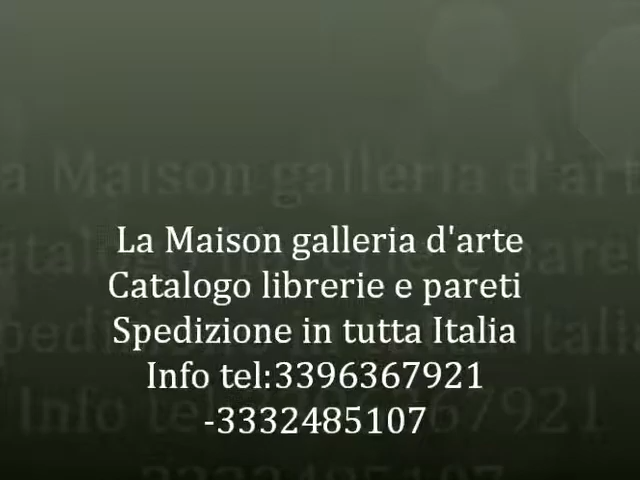 La Maison galleria d'arte
Catalogo librerie e pareti
Spedizione in tutta Italia
Info tel:3396367921
-3332485107